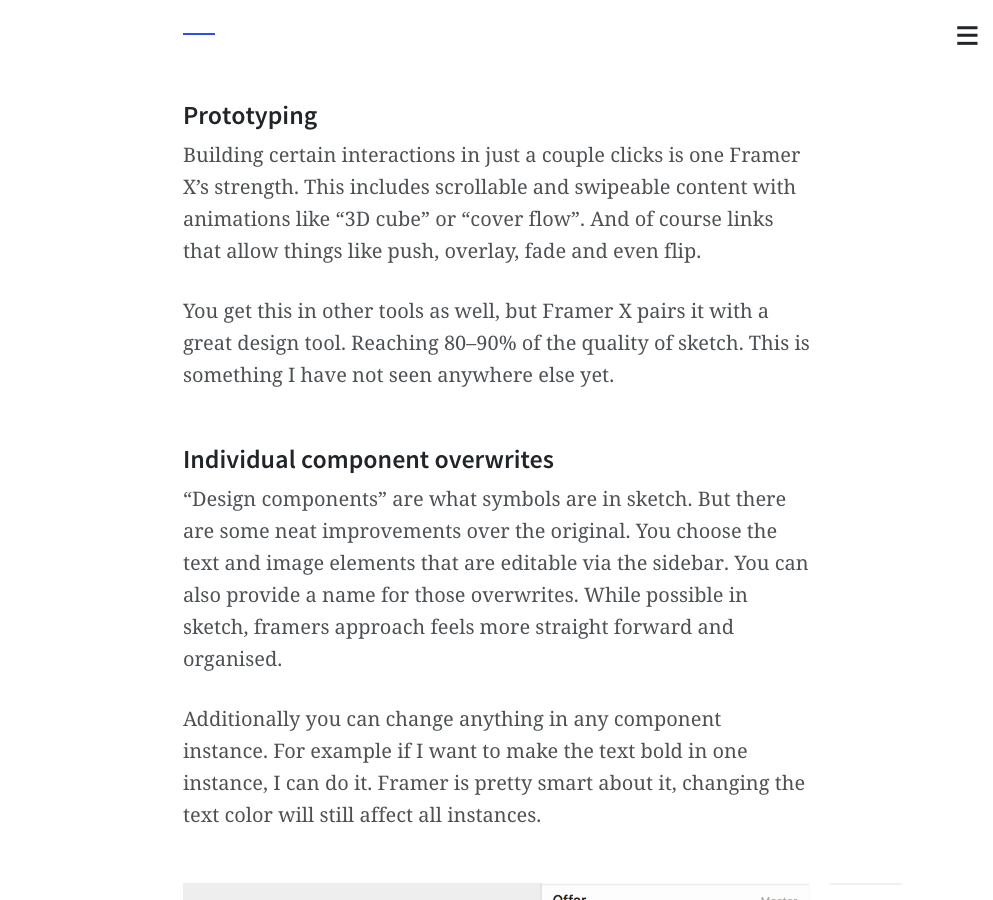 Prototyping
Building certain interactions in just a couple clicks is one Framer
X’s strength. This includes scrollable and swipeable content with
animations like “3D cube” or “cover flow”. And of course links
that allow things like push, overlay, fade and even flip.
You get this in other tools as well, but Framer X pairs it with a
great design tool. Reaching 80–90% of the quality of sketch. This is
something I have not seen anywhere else yet.
Individual component overwrites
“Design components” are what symbols are in sketch. But there
are some neat improvements over the original. You choose the
text and image elements that are editable via the sidebar. You can
also provide a name for those overwrites. While possible in
sketch, framers approach feels more straight forward and
organised.
Additionally you can change anything in any component
instance. For example if I want to make the text bold in one
instance, I can do it. Framer is pretty smart about it, changing the
text color will still affect all instances.
Offer Master